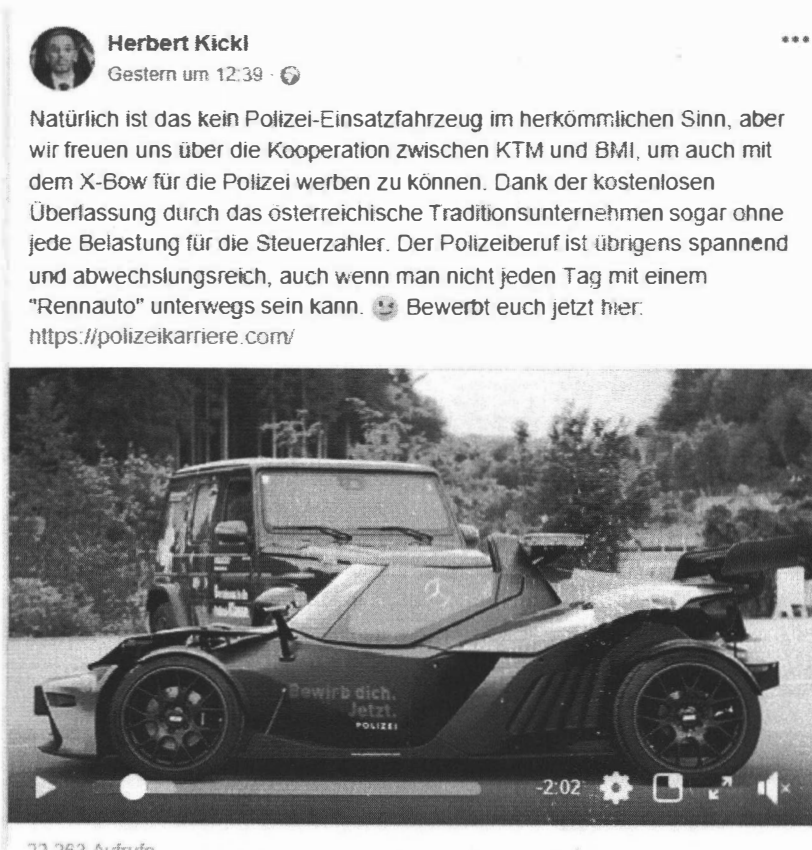 Herbert Kickl
Gestern um 12:39 ·
Natürlich ist das kein Polizei-Einsatzfahrzeug im herkömmlichen Sinn, aber
wir freuen uns über die Kooperation zwischen KTM und BMI, um auch mit
dem X-Bow für die Polizei werben zu können. Dank der kostenlosen
Überlassung durch das österreichische Traditionsunternehmen sogar ohne
jede Belastung für die Steuerzahler. Der Polizeiberuf ist übrigens spannend
und abwechslungsreich, auch wenn man nicht jeden Tag mit einem
"Rennauto" unterwegs sein kann. 😉 Bewerbt euch jetzt hier:
https://polizeikarriere.com/
Bewirb dich.
Jetzt.
POLIZEI
-2:02
Aufrufe